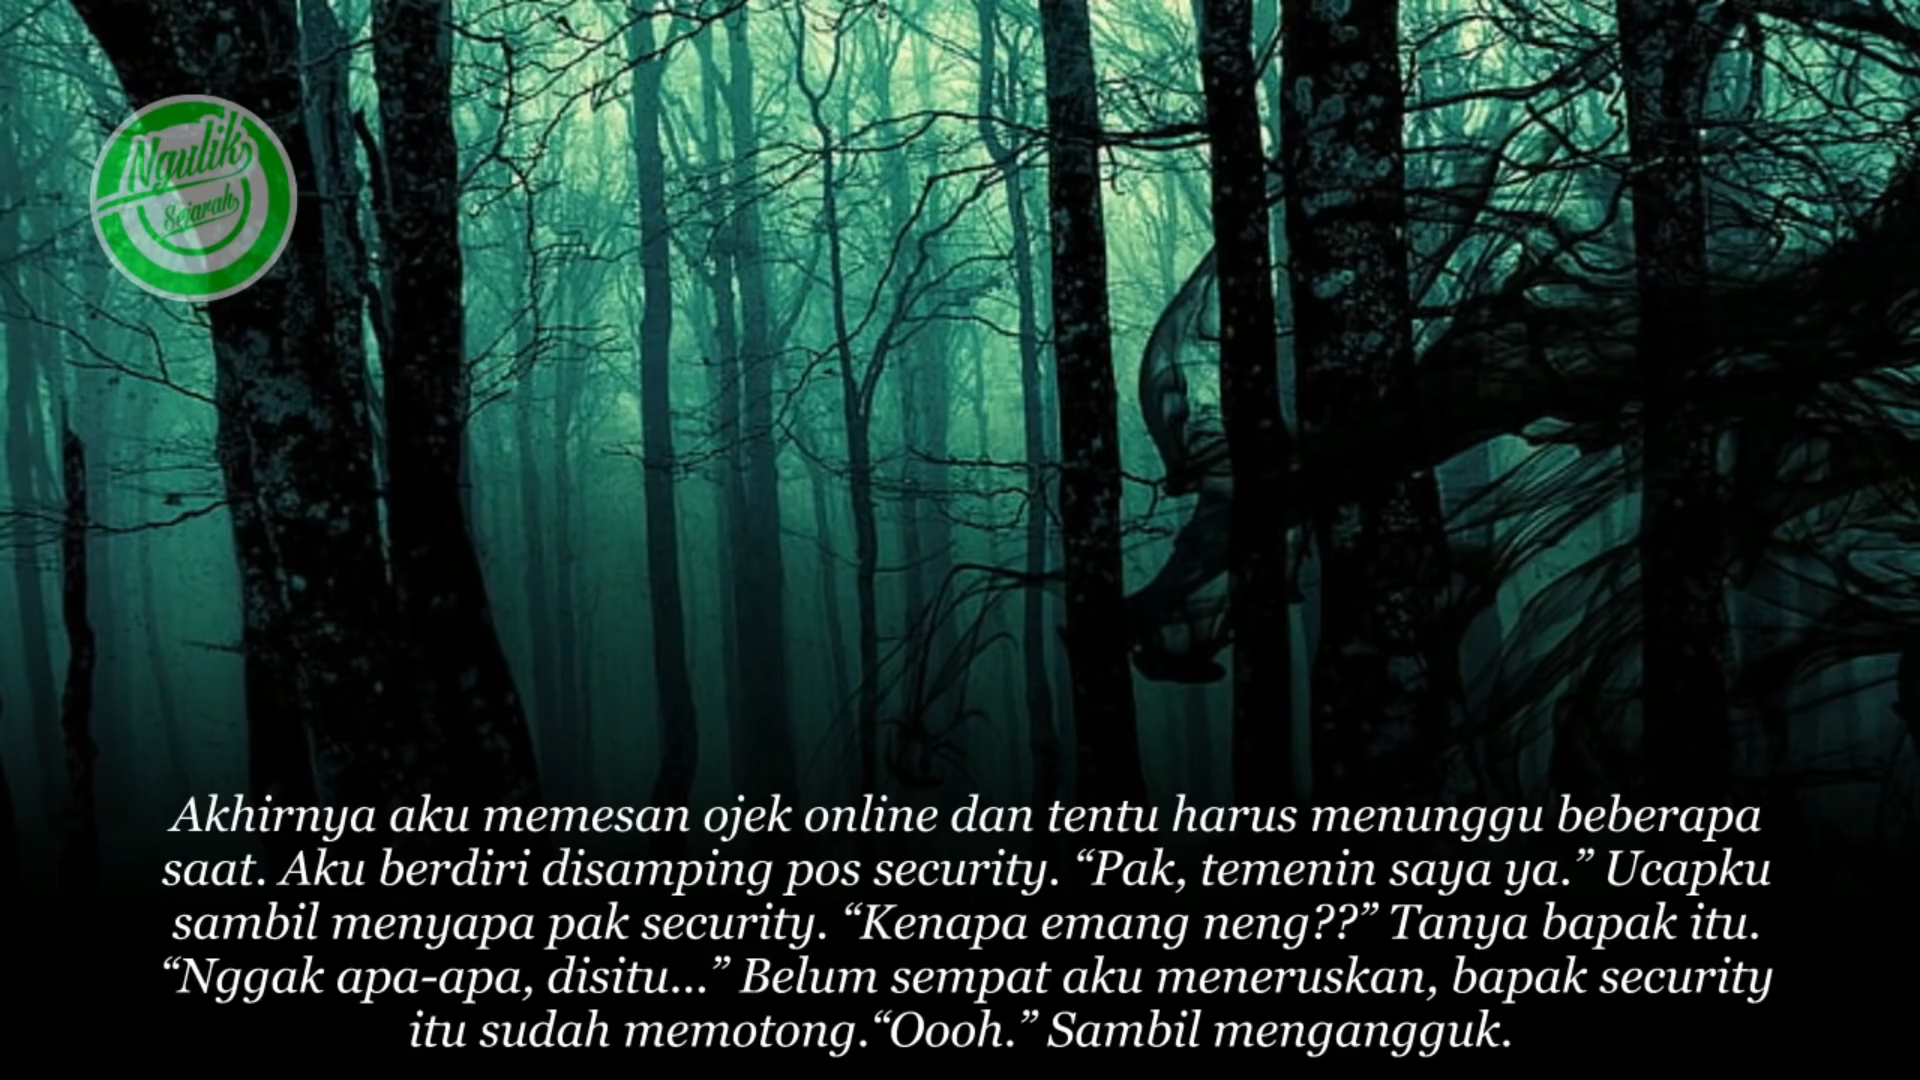 Ngulik
Sejarah
Akhirnya aku memesan ojek online dan tentu harus menunggu beberapa
saat. Aku berdiri disamping pos security. “Pak, temenin saya ya.” Ucapku
sambil menyapa pak security. “Kenapa emang neng??” Tanya bapak itu.
“Nggak apa-apa, disitu...” Belum sempat aku meneruskan, bapak security
itu sudah memotong.“Oooh.” Sambil mengangguk.